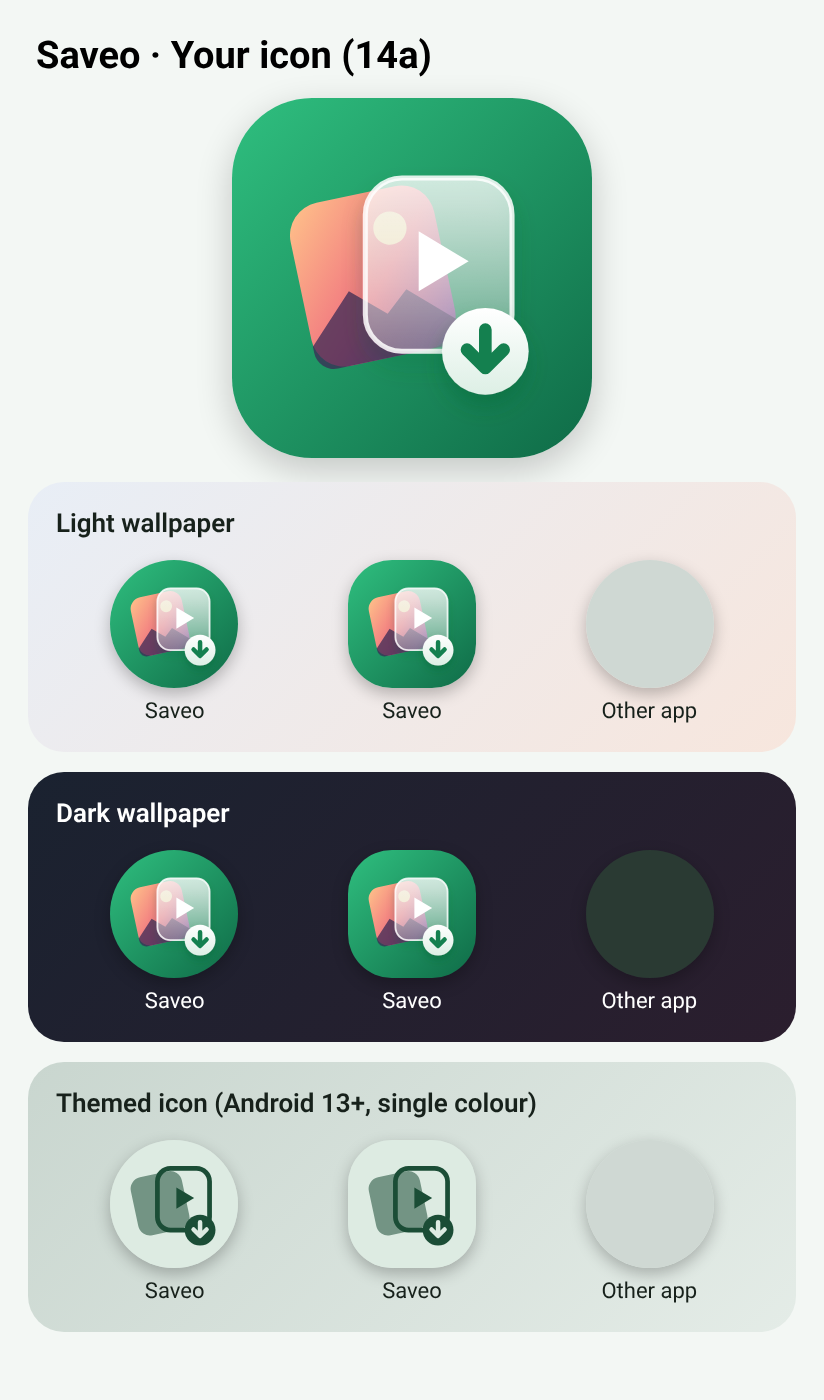 Saveo · Your icon (14a)
Light wallpaper
Saveo
Saveo
Other app
Dark wallpaper
Saveo
Saveo
Other app
Themed icon (Android 13+, single colour)
Saveo
Saveo
Other app